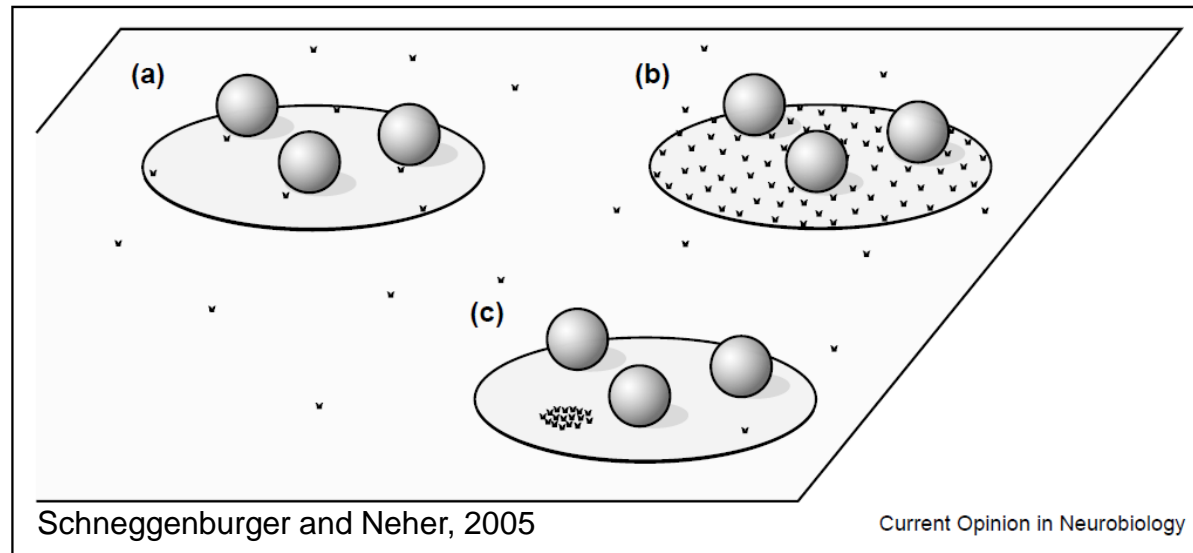 (a)
(b)
(c)
Schneggenburger and Neher, 2005
Current Opinion in Neurobiology